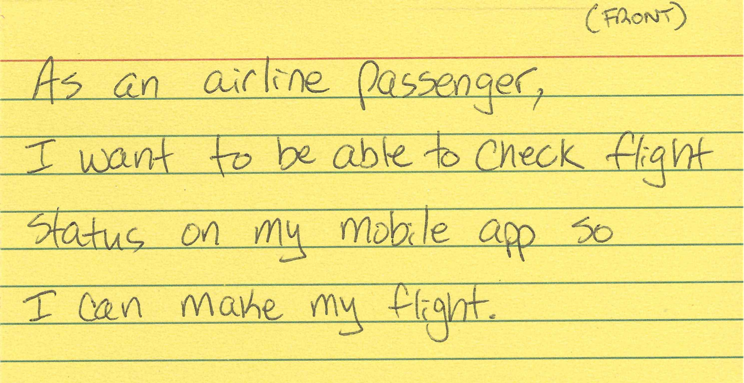 (FRONT)
As an airline passenger,
I want to be able to check flight
status on my mobile app so
I can make my flight.